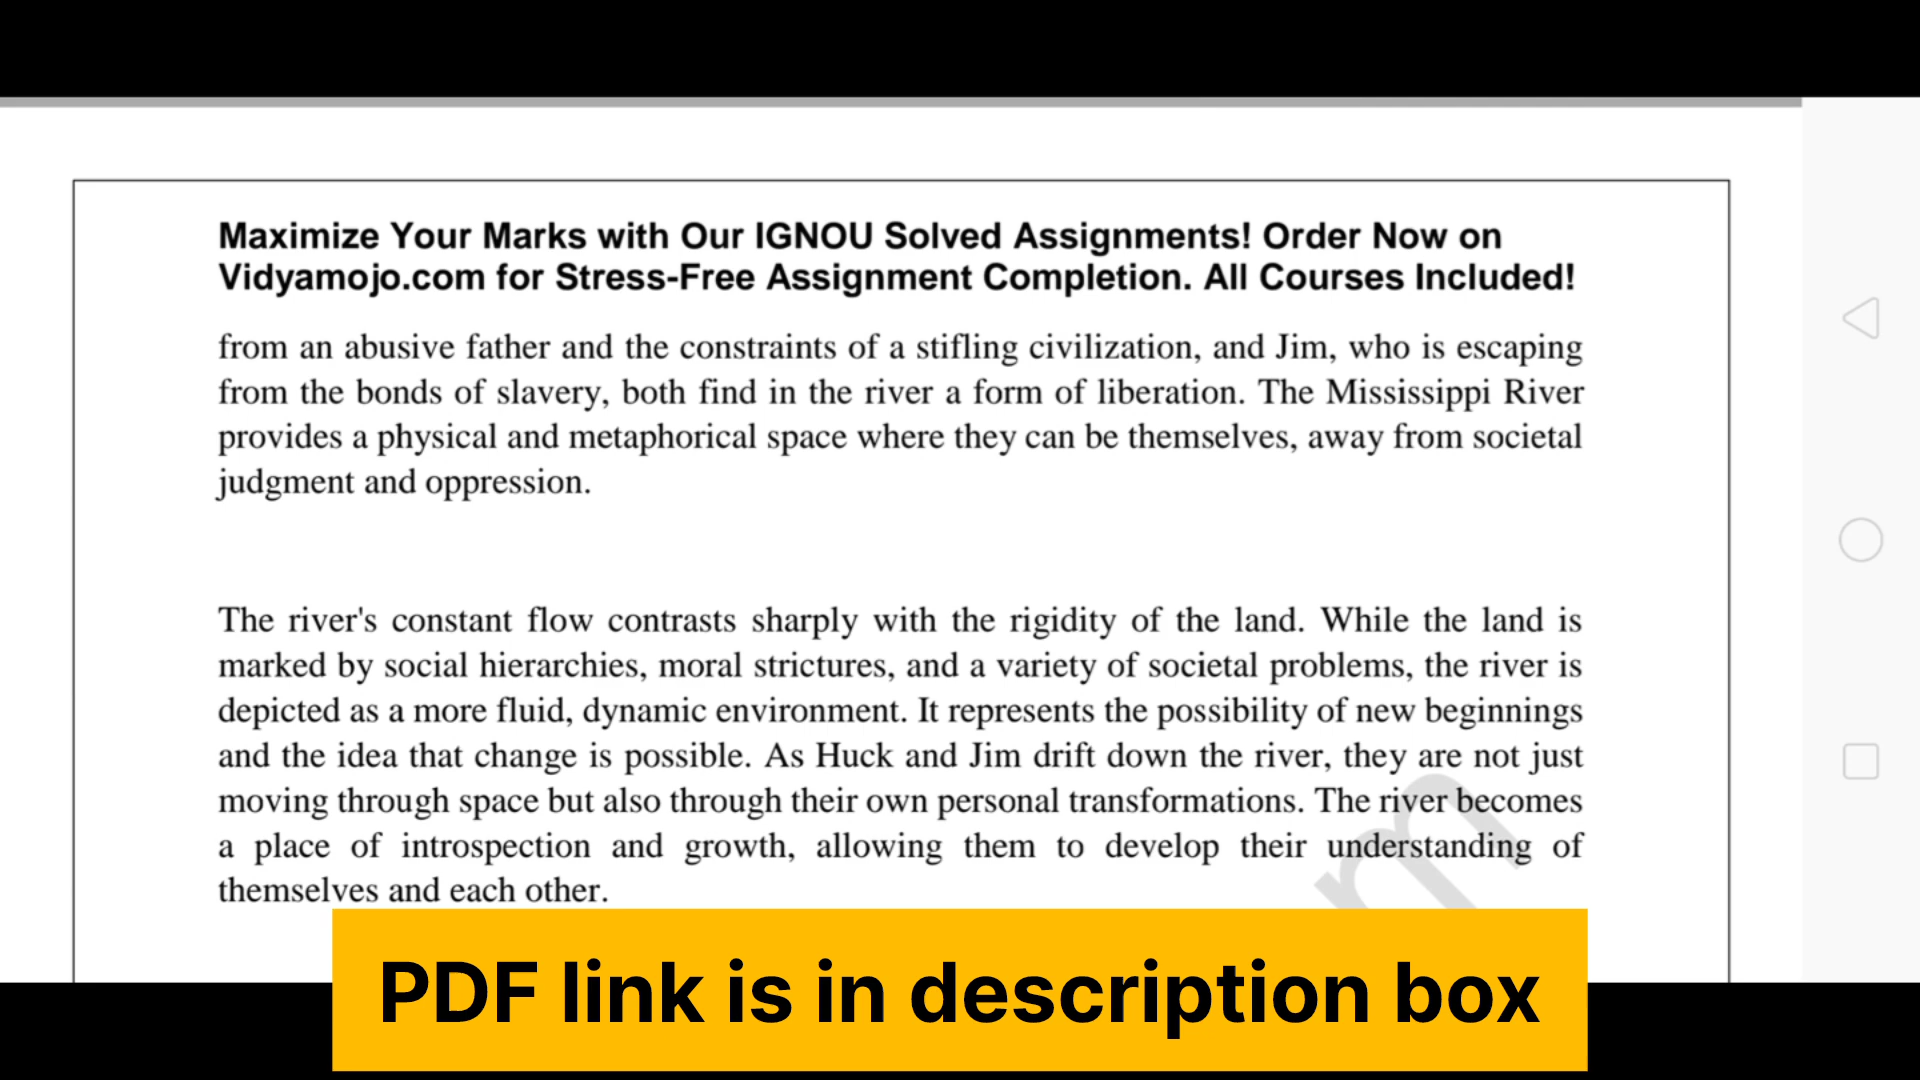 Maximize Your Marks with Our IGNOU Solved Assignments! Order Now on
Vidyamojo.com for Stress-Free Assignment Completion. All Courses Included!
from an abusive father and the constraints of a stifling civilization, and Jim, who is escaping
from the bonds of slavery, both find in the river a form of liberation. The Mississippi River
provides a physical and metaphorical space where they can be themselves, away from societal
judgment and oppression.
The river's constant flow contrasts sharply with the rigidity of the land. While the land is
marked by social hierarchies, moral strictures, and a variety of societal problems, the river is
depicted as a more fluid, dynamic environment. It represents the possibility of new beginnings
and the idea that change is possible. As Huck and Jim drift down the river, they are not just
moving through space but also through their own personal transformations. The river becomes
a place of introspection and growth, allowing them to develop their understanding of
themselves and each other.
m
PDF link is in description box